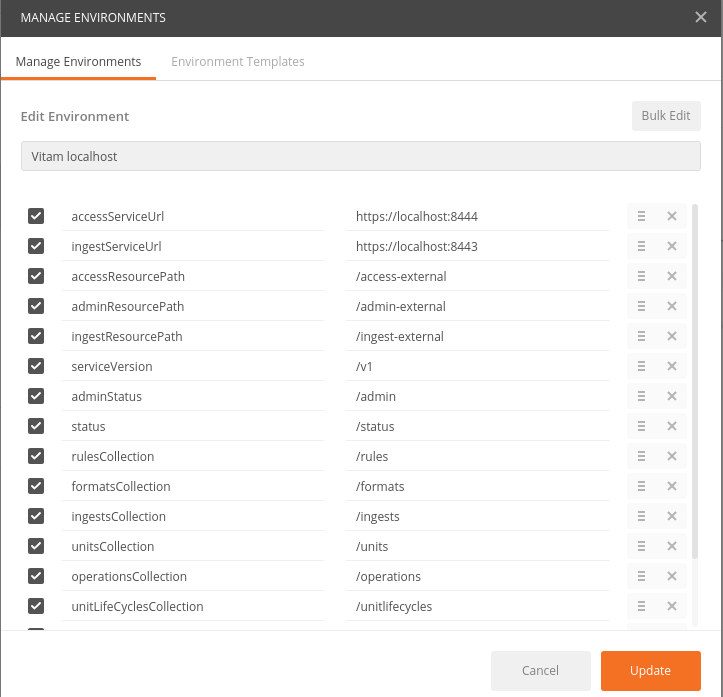 MANAGE ENVIRONMENTS
Manage Environments Environment Templates
Edit Environment Bulk Edit
Vitam localhost
accessServiceUrl https://localhost:8444
ingestServiceUrl https://localhost:8443
accessResourcePath /access-external
adminResourcePath /admin-external
ingestResourcePath /ingest-external
serviceVersion /v1
adminStatus /admin
status /status
rulesCollection /rules
formatsCollection /formats
ingestsCollection /ingests
unitsCollection /units
operationsCollection /operations
unitLifeCyclesCollection /unitlifecycles
Cancel Update